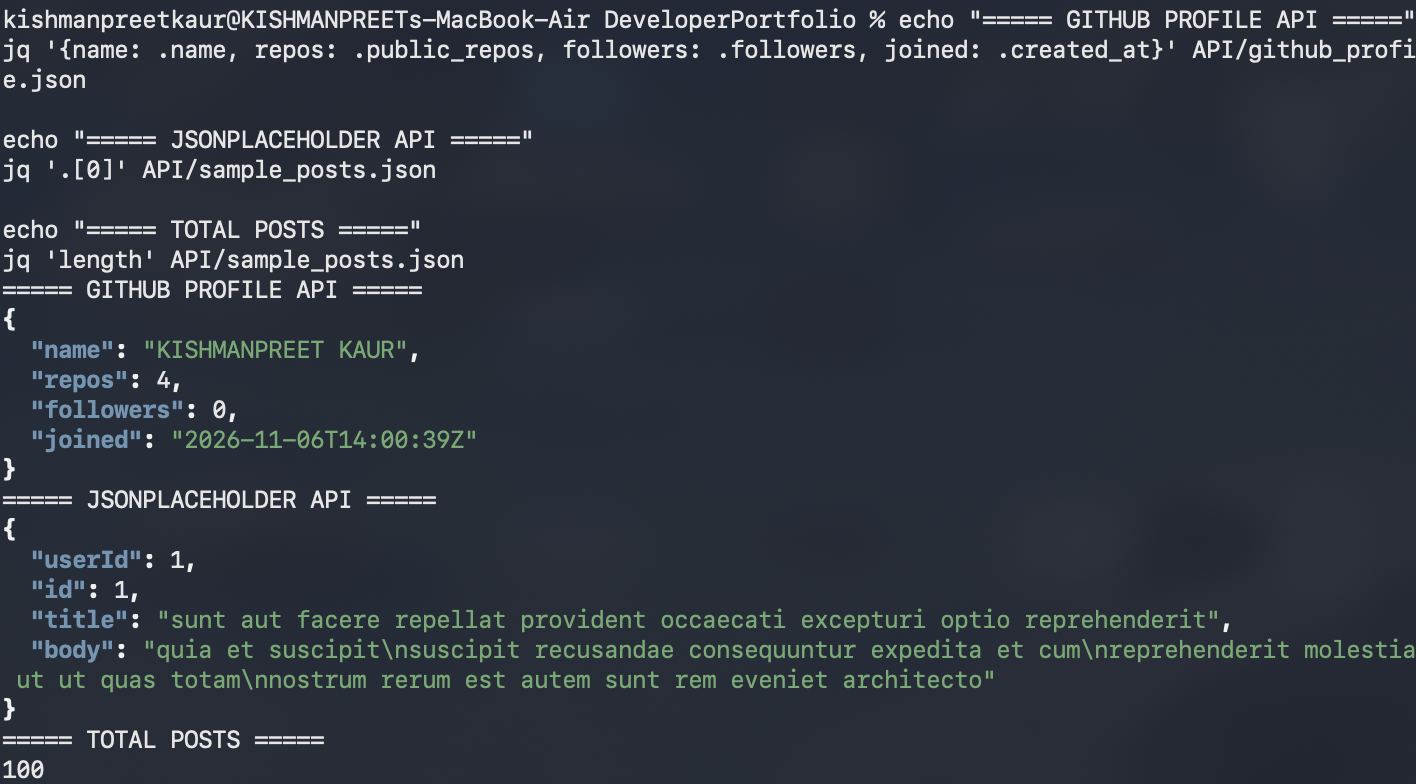 kishmanpreetkaur@KISHMANPREETs-MacBook-Air DeveloperPortfolio % echo "===== GITHUB PROFILE API ====="
jq '{name: .name, repos: .public_repos, followers: .followers, joined: .created_at}' API/github_profi
e.json
echo "===== JSONPLACEHOLDER API ====="
jq '.[0]' API/sample_posts.json
echo "===== TOTAL POSTS ====="
jq 'length' API/sample_posts.json
===== GITHUB PROFILE API =====
{
  "name": "KISHMANPREET KAUR",
  "repos": 4,
  "followers": 0,
  "joined": "2026-11-06T14:00:39Z"
}
===== JSONPLACEHOLDER API =====
{
  "userId": 1,
  "id": 1,
  "title": "sunt aut facere repellat provident occaecati excepturi optio reprehenderit",
  "body": "quia et suscipit\nsuscipit recusandae consequuntur expedita et cum\nreprehenderit molestia
 ut ut quas totam\nnostrum rerum est autem sunt rem eveniet architecto"
}
===== TOTAL POSTS =====
100